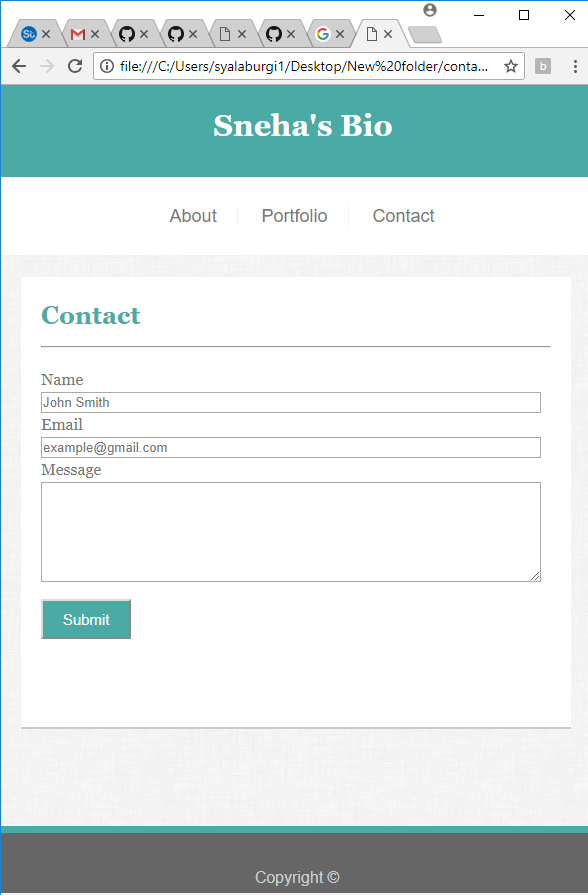 file:///C:/Users/syalaburgi1/Desktop/New%20folder/conta...
b
Sneha's Bio
About Portfolio Contact
Contact
Name
John Smith
Email
example@gmail.com
Message
Submit
Copyright ©